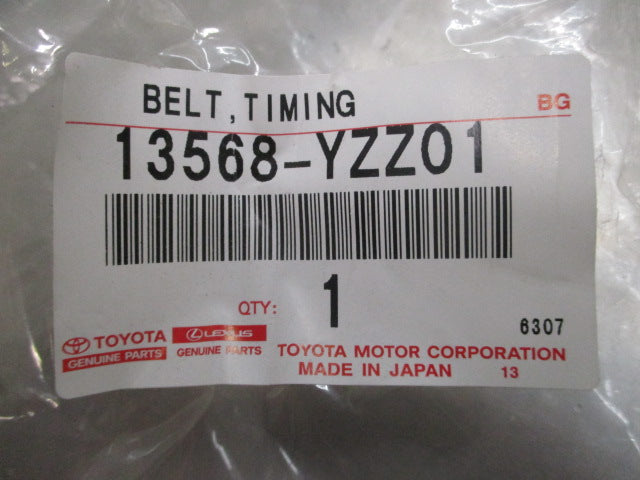 BELT,TIMING BG
13568-YZZ01
QTY: 1
6307
TOYOTA LEXUS
GENUINE PARTS GENUINE PARTS
TOYOTA MOTOR CORPORATION
MADE IN JAPAN 13